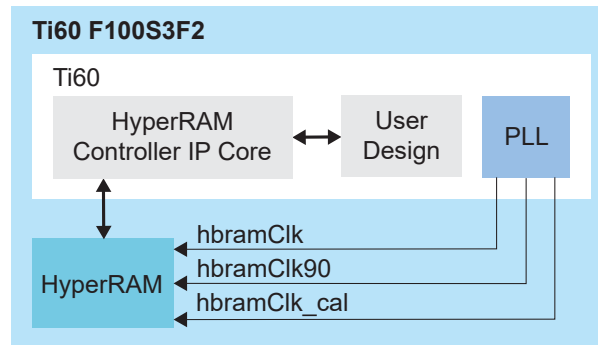 Ti60 F100S3F2
Ti60
HyperRAM
Controller IP Core
User
Design
PLL
HyperRAM
hbramClk
hbramClk90
hbramClk_cal